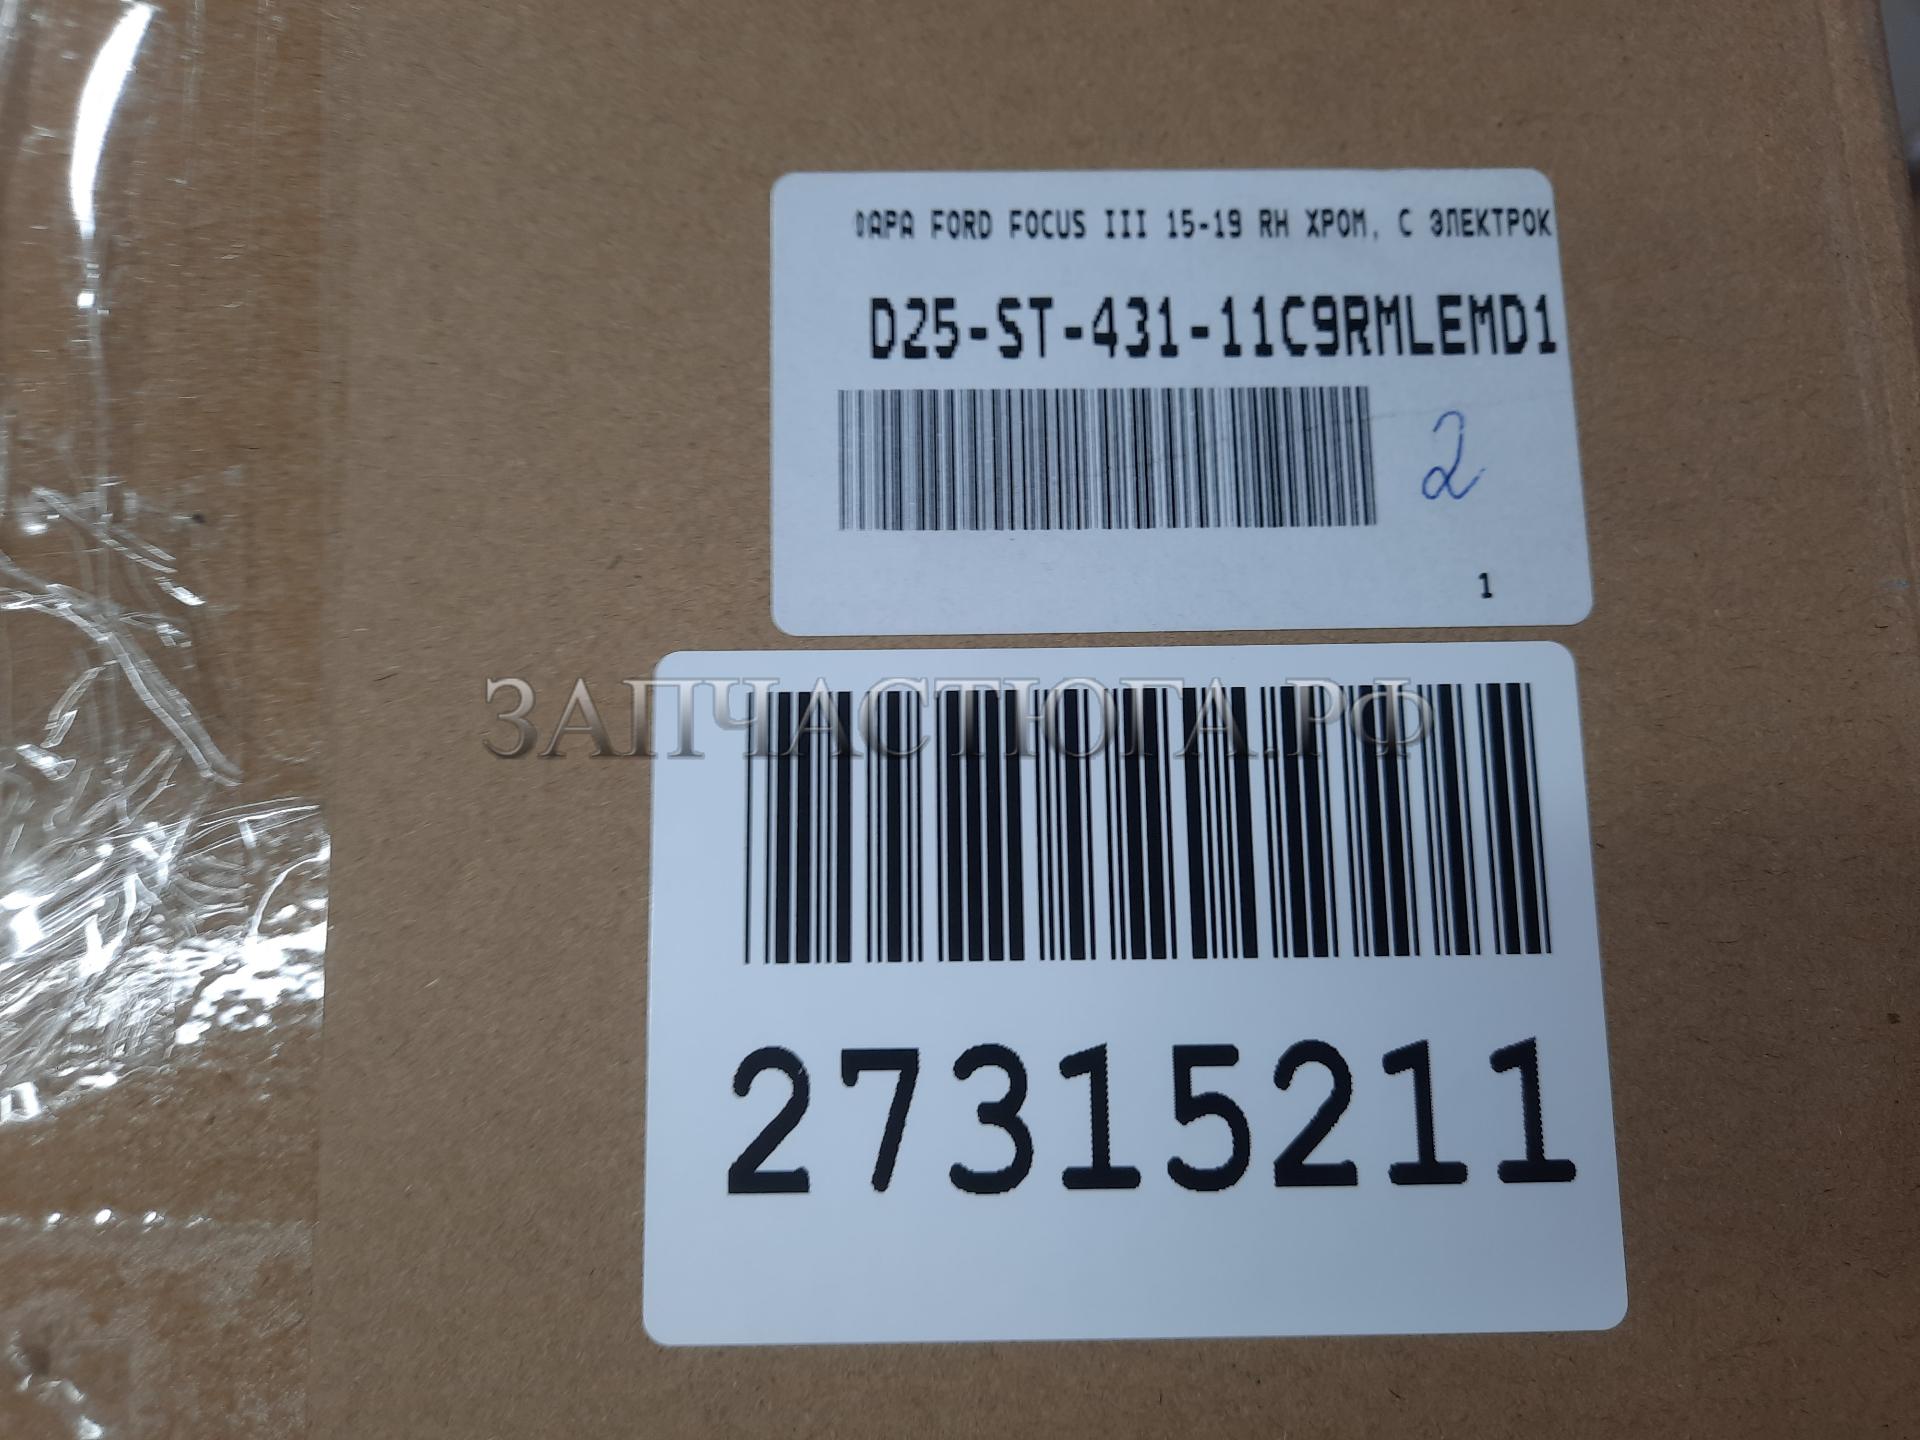 ФАРА FORD FOCUS III 15-19 RH ХРОМ, С ЭЛЕКТРОК
D25-ST-431-11C9RMLEMD1
2
1
ЗАПЧАСТЮГА.РФ
27315211